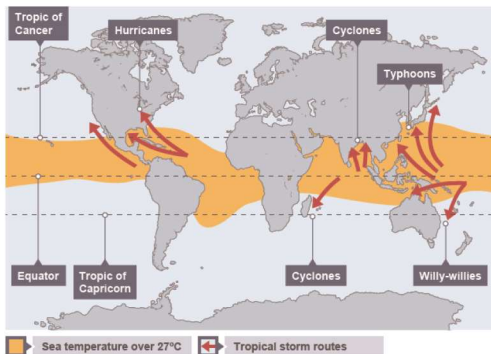 Tropic of
Cancer
Hurricanes
Cyclones
Typhoons
Equator
Tropic of
Capricorn
Cyclones
Willy-willies
Sea temperature over 27ºC
Tropical storm routes